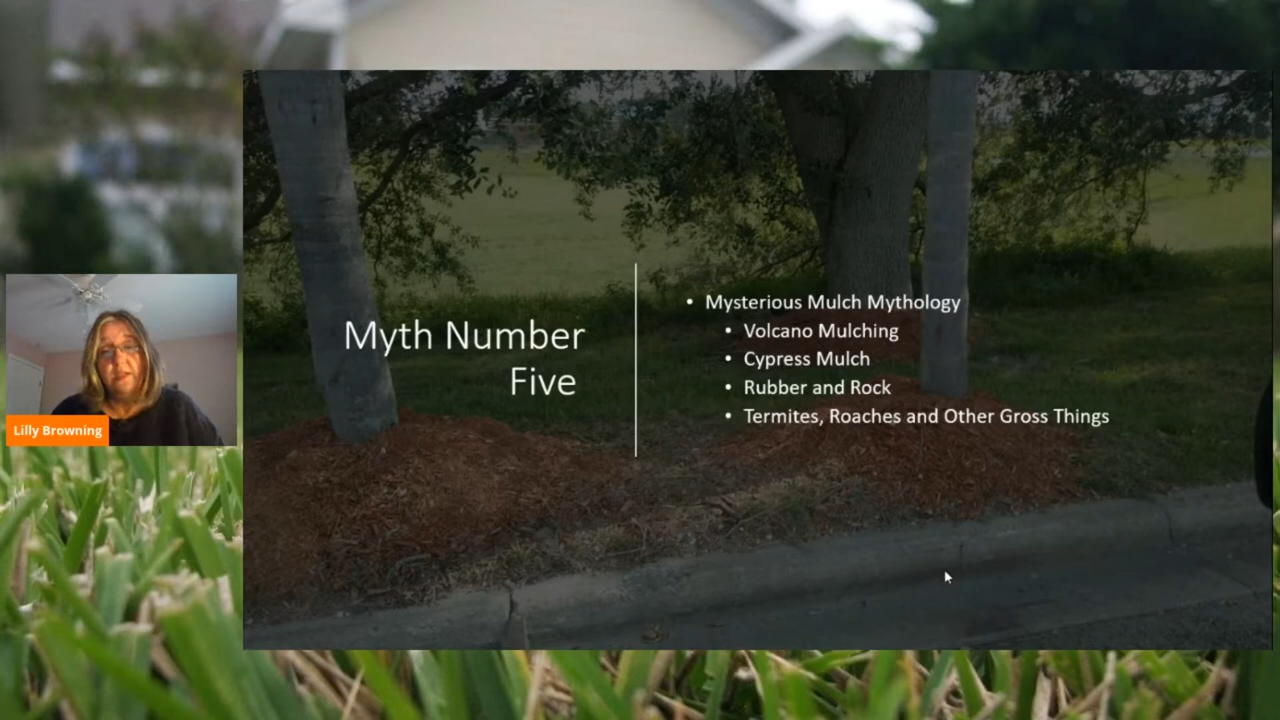 Myth Number
Five
• Mysterious Mulch Mythology
• Volcano Mulching
• Cypress Mulch
• Rubber and Rock
• Termites, Roaches and Other Gross Things
Lilly Browning